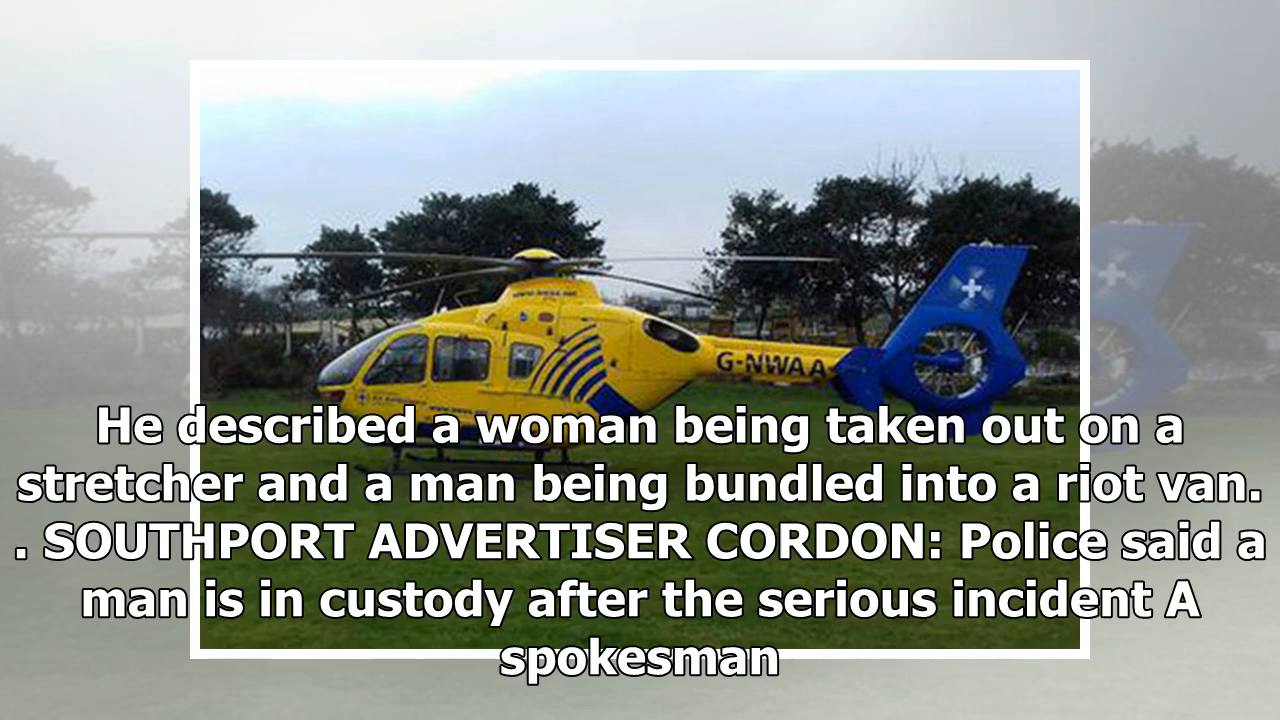 G-NWAA
He described a woman being taken out on a
stretcher and a man being bundled into a riot van.
. SOUTHPORT ADVERTISER CORDON: Police said a
man is in custody after the serious incident A
spokesman